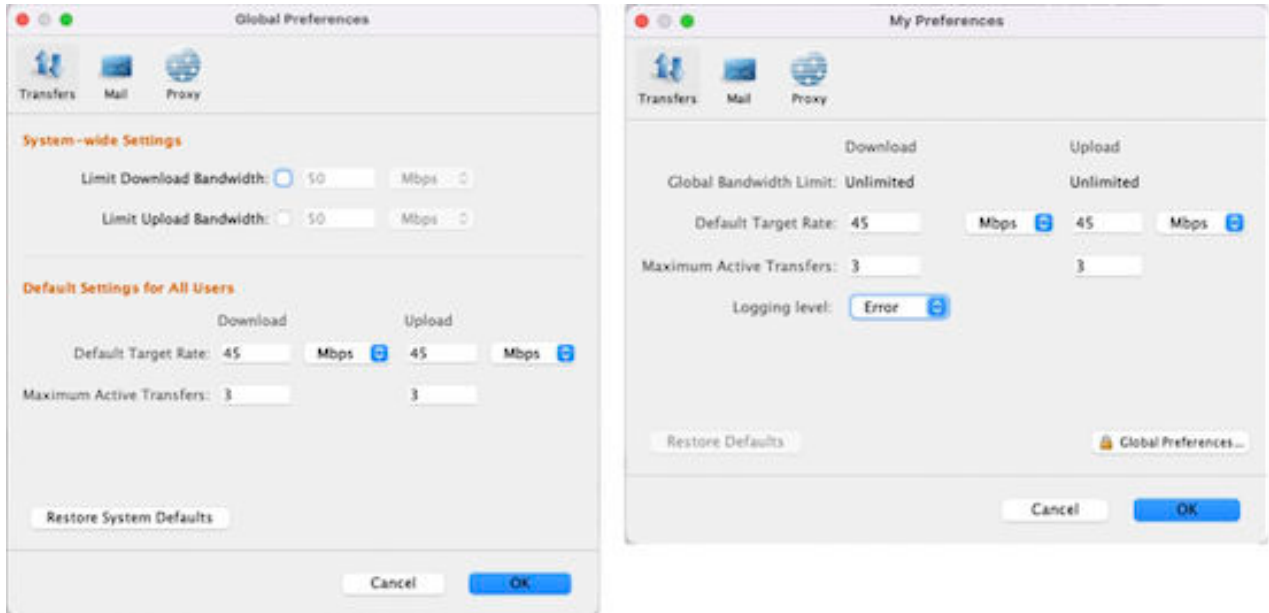 Global Preferences
Transfers Mail Proxy
System-wide Settings
Limit Download Bandwidth: 50 Mbps
Limit Upload Bandwidth: 50 Mbps
Default Settings for All Users
Download Upload
Default Target Rate: 45 Mbps 45 Mbps
Maximum Active Transfers: 3 3
Restore System Defaults
Cancel OK
My Preferences
Transfers Mail Proxy
Download Upload
Global Bandwidth Limit: Unlimited Unlimited
Default Target Rate: 45 Mbps 45 Mbps
Maximum Active Transfers: 3 3
Logging level: Error
Restore Defaults Global Preferences...
Cancel OK